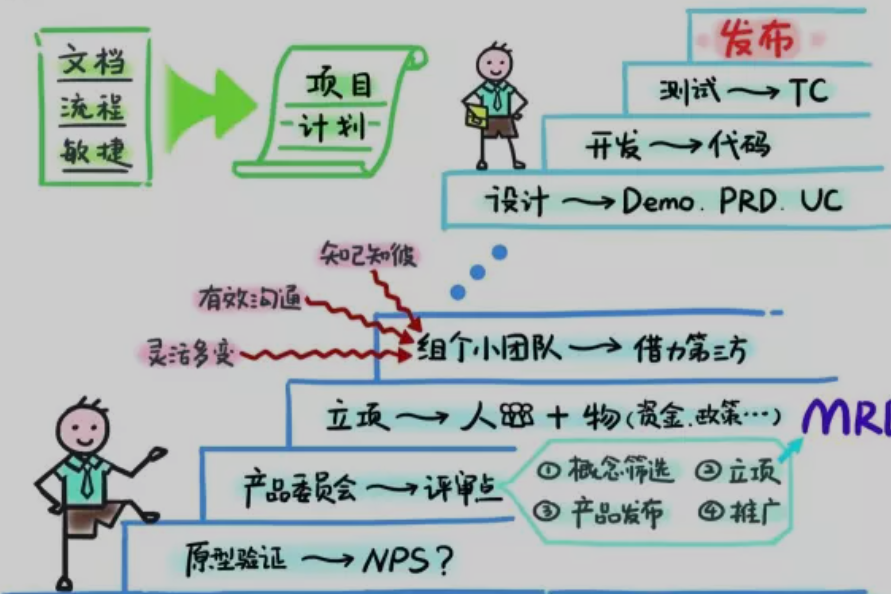 文档
流程
敏捷
项目
计划
发布
测试→TC
开发→代码
设计→Demo. PRD. UC
知己知彼
有效沟通
灵活多变
组个小团队→借力第三方
立项→人+物(资金、政策…)
MRD
产品委员会→评审点
①概念筛选 ②立项
③产品发布 ④推广
原型验证→NPS?